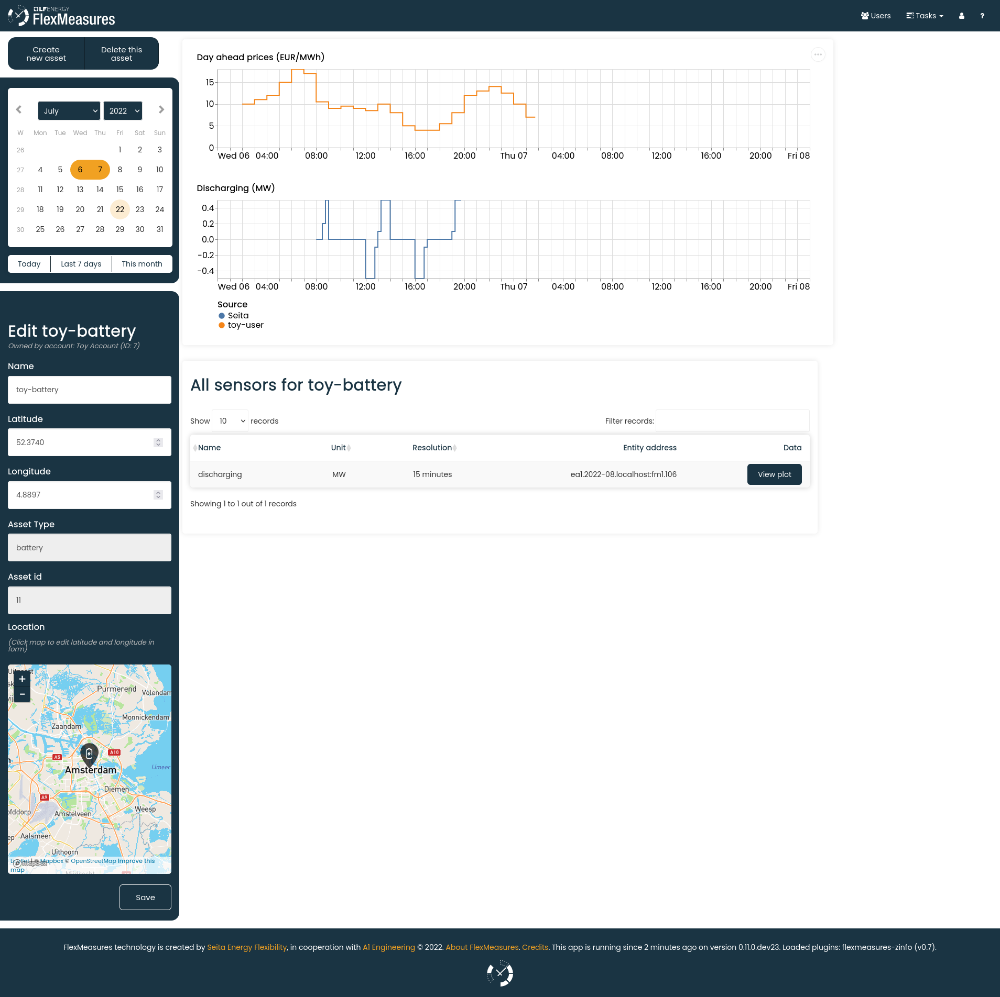 LFENERGY
FlexMeasures
Users
Tasks
?
Create
new asset
Delete this
asset
July
2022
W Mon Tue Wed Thu Fri Sat Sun
26 1 2 3
27 4 5 6 7 8 9 10
28 11 12 13 14 15 16 17
29 18 19 20 21 22 23 24
30 25 26 27 28 29 30 31
Today
Last 7 days
This month
Edit toy-battery
Owned by account: Toy Account (ID: 7)
Name
toy-battery
Latitude
52.3740
Longitude
4.8897
Asset Type
battery
Asset id
11
Location
(Click map to edit latitude and longitude in
form)
+
−
Purmerend
Volendam
Monnickendam
Zaandam
A5
A10
Amsterdam
IJmeer
Diemen
A9
Weesp
ofddorp
Amstelveen
Aalsmeer
Uithoorn
Leaflet | © Mapbox © OpenStreetMap Improve this
map
mapbox
Save
Day ahead prices (EUR/MWh)
15
10
5
0
Wed 06 04:00 08:00 12:00 16:00 20:00 Thu 07 04:00 08:00 12:00 16:00 20:00 Fri 08
Discharging (MW)
0.4
0.2
0.0
−0.2
−0.4
Wed 06 04:00 08:00 12:00 16:00 20:00 Thu 07 04:00 08:00 12:00 16:00 20:00 Fri 08
Source
Seita
toy-user
All sensors for toy-battery
Show 10 records
Filter records:
Name Unit Resolution Entity address Data
discharging MW 15 minutes ea1.2022-08.localhost:fm1.106 View plot
Showing 1 to 1 out of 1 records
FlexMeasures technology is created by Seita Energy Flexibility, in cooperation with A1 Engineering © 2022. About FlexMeasures. Credits. This app is running since 2 minutes ago on version 0.11.0.dev23. Loaded plugins: flexmeasures-zinfo (v0.7).